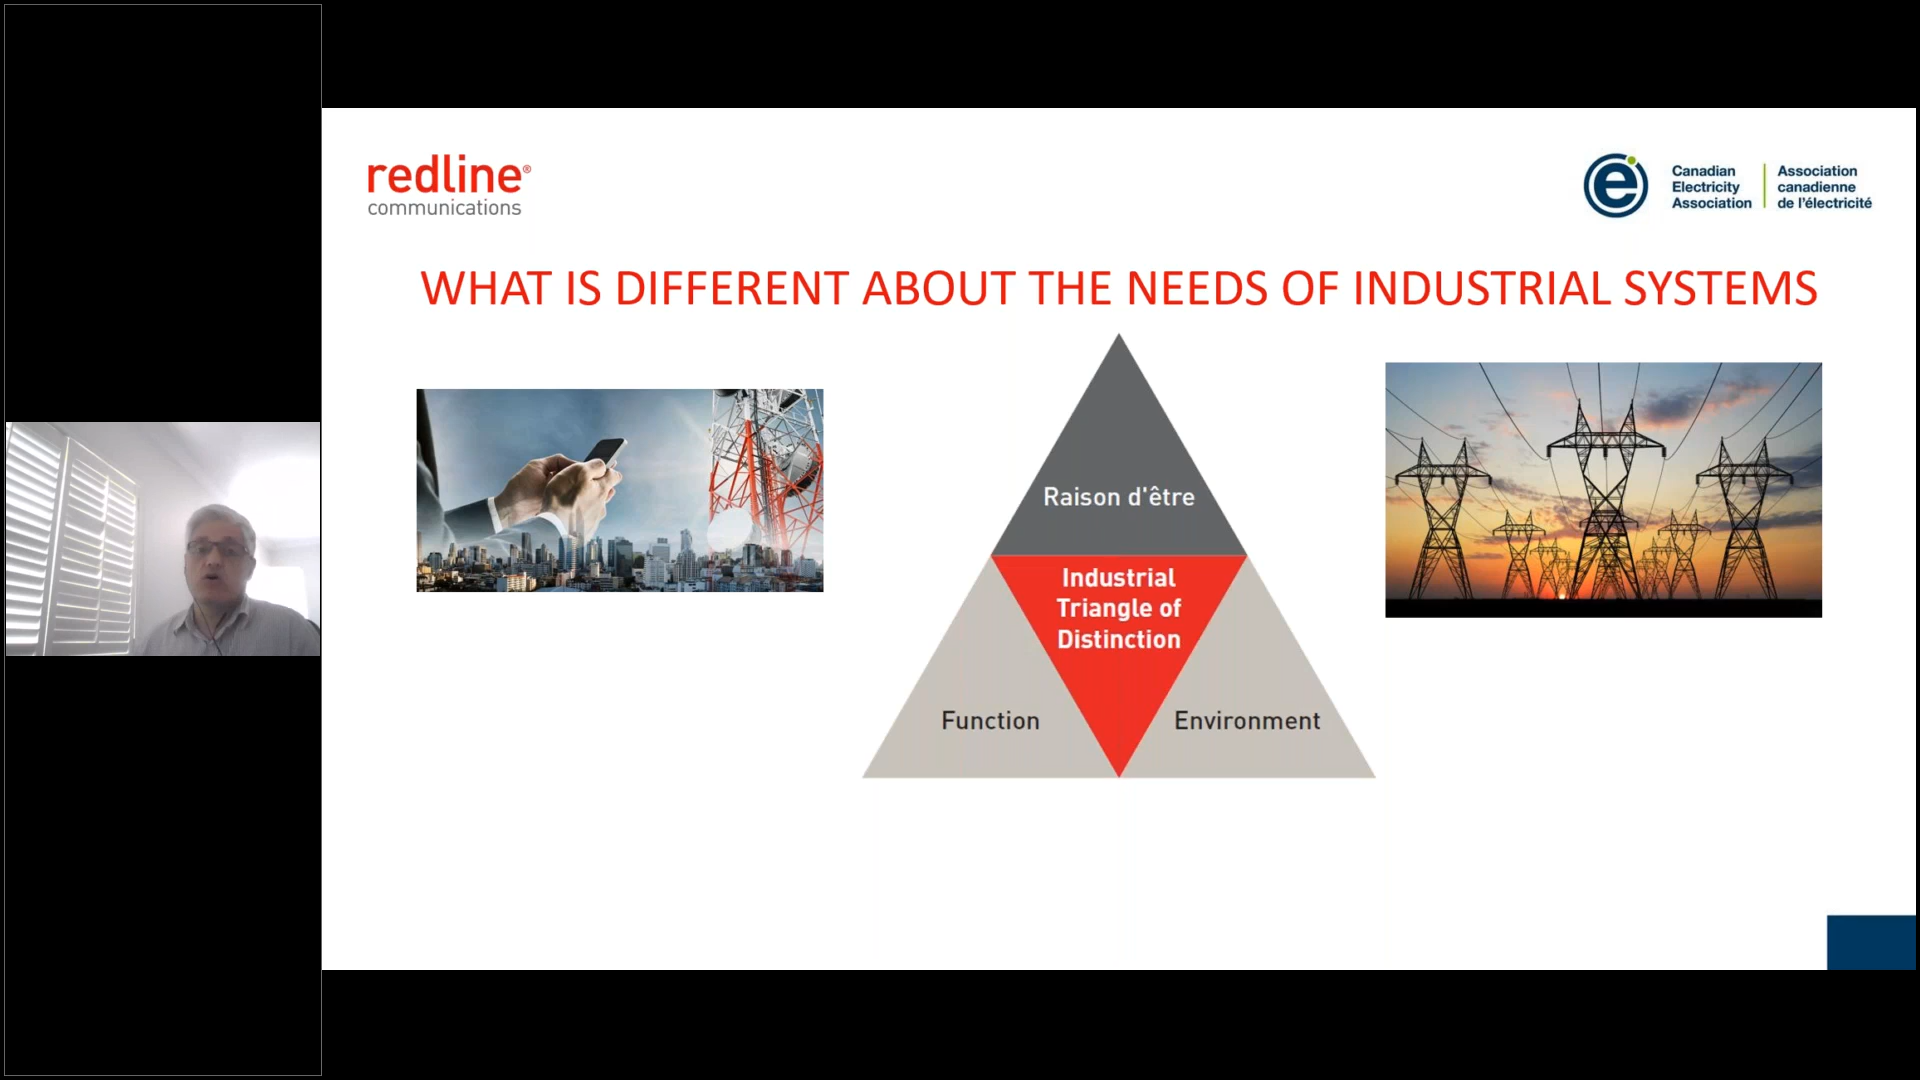 redline®
communications
Canadian
Electricity
Association
Association
canadienne
de l'électricité
WHAT IS DIFFERENT ABOUT THE NEEDS OF INDUSTRIAL SYSTEMS
Raison d'être
Industrial
Triangle of
Distinction
Function
Environment